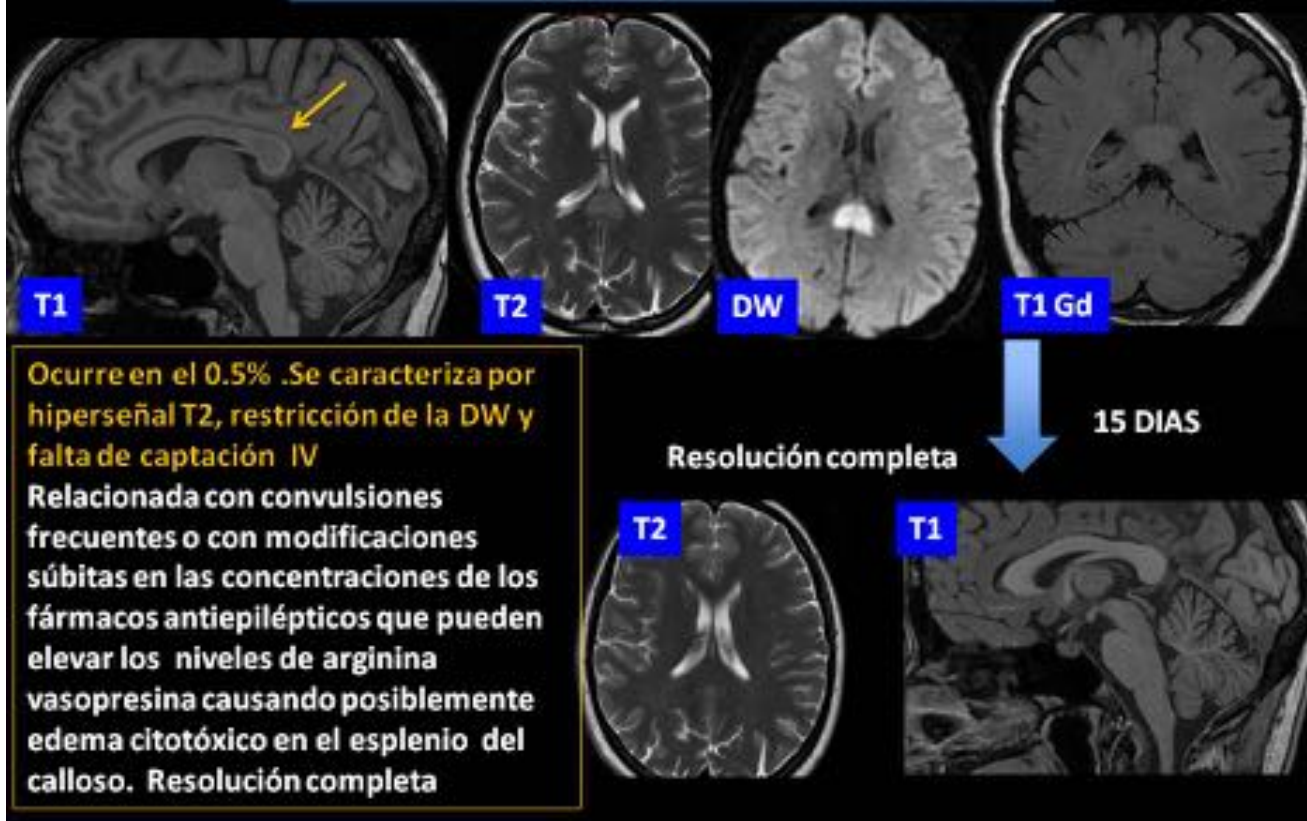 T1
T2
DW
T1 Gd
Ocurre en el 0.5% .Se caracteriza por
hiperseñal T2, restricción de la DW y
falta de captación IV
Relacionada con convulsiones
frecuentes o con modificaciones
súbitas en las concentraciones de los
fármacos antiepilépticos que pueden
elevar los niveles de arginina
vasopresina causando posiblemente
edema citotóxico en el esplenio del
calloso. Resolución completa
15 DIAS
Resolución completa
T2
T1